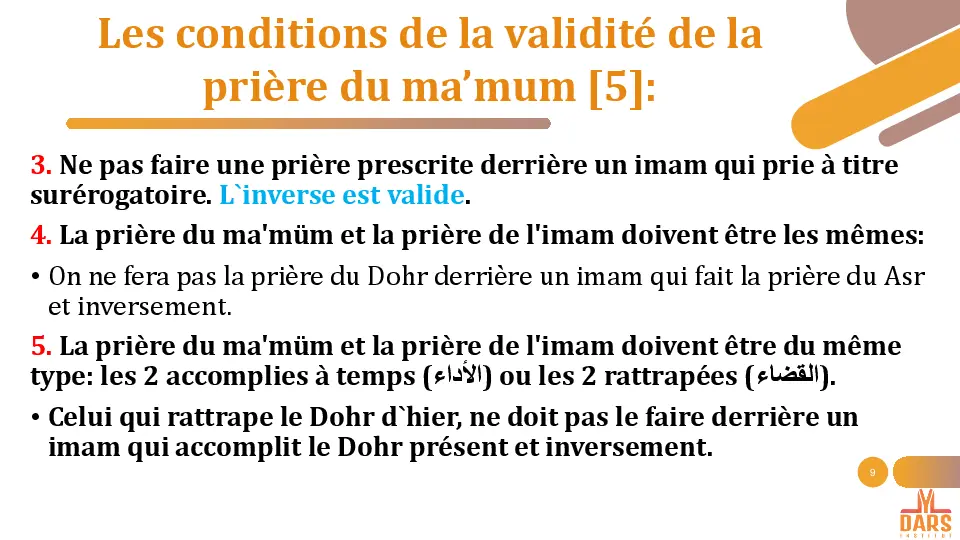 Les conditions de la validité de la
prière du ma’mum [5]:
3. Ne pas faire une prière prescrite derrière un imam qui prie à titre
surérogatoire. L`inverse est valide.
4. La prière du ma'müm et la prière de l'imam doivent être les mêmes:
• On ne fera pas la prière du Dohr derrière un imam qui fait la prière du Asr
et inversement.
5. La prière du ma'müm et la prière de l'imam doivent être du même
type: les 2 accomplies à temps (الأداء) ou les 2 rattrapées (القضاء).
• Celui qui rattrape le Dohr d`hier, ne doit pas le faire derrière un
imam qui accomplit le Dohr présent et inversement.
9
DARS
INSTITUT